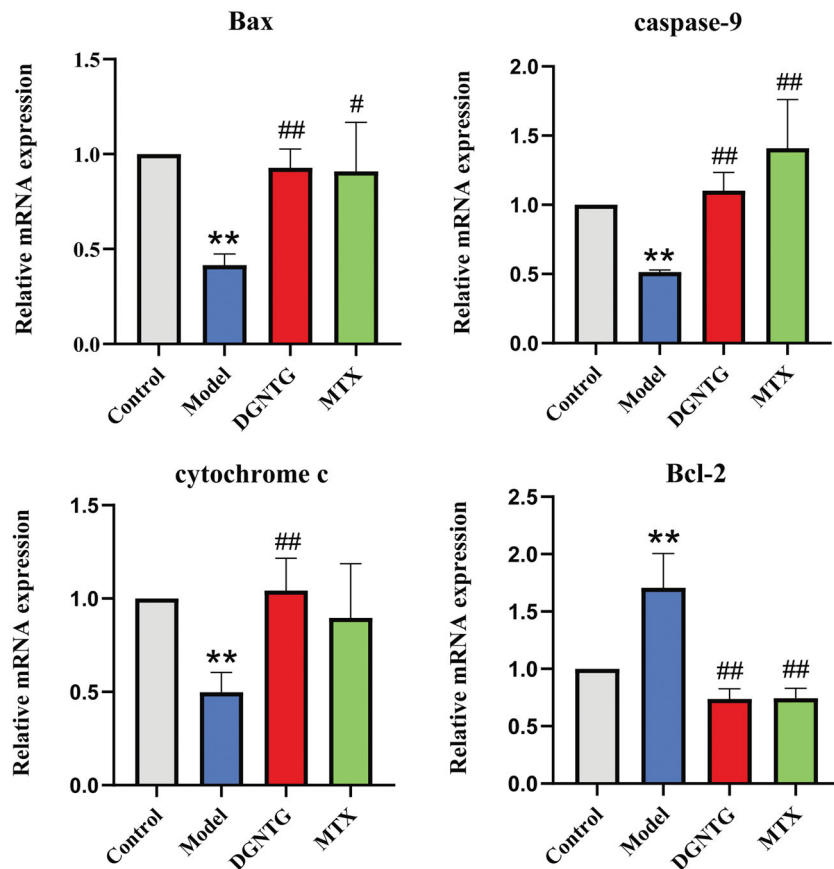 Bax
Relative mRNA expression
1.5
1.0
0.5
0.0
**
##
#
Control
Model
DGNTG
MTX
caspase-9
Relative mRNA expression
2.0
1.5
1.0
0.5
0.0
**
##
##
Control
Model
DGNTG
MTX
cytochrome c
Relative mRNA expression
1.5
1.0
0.5
0.0
**
##
Control
Model
DGNTG
MTX
Bcl-2
Relative mRNA expression
2.5
2.0
1.5
1.0
0.5
0.0
**
##
##
Control
Model
DGNTG
MTX